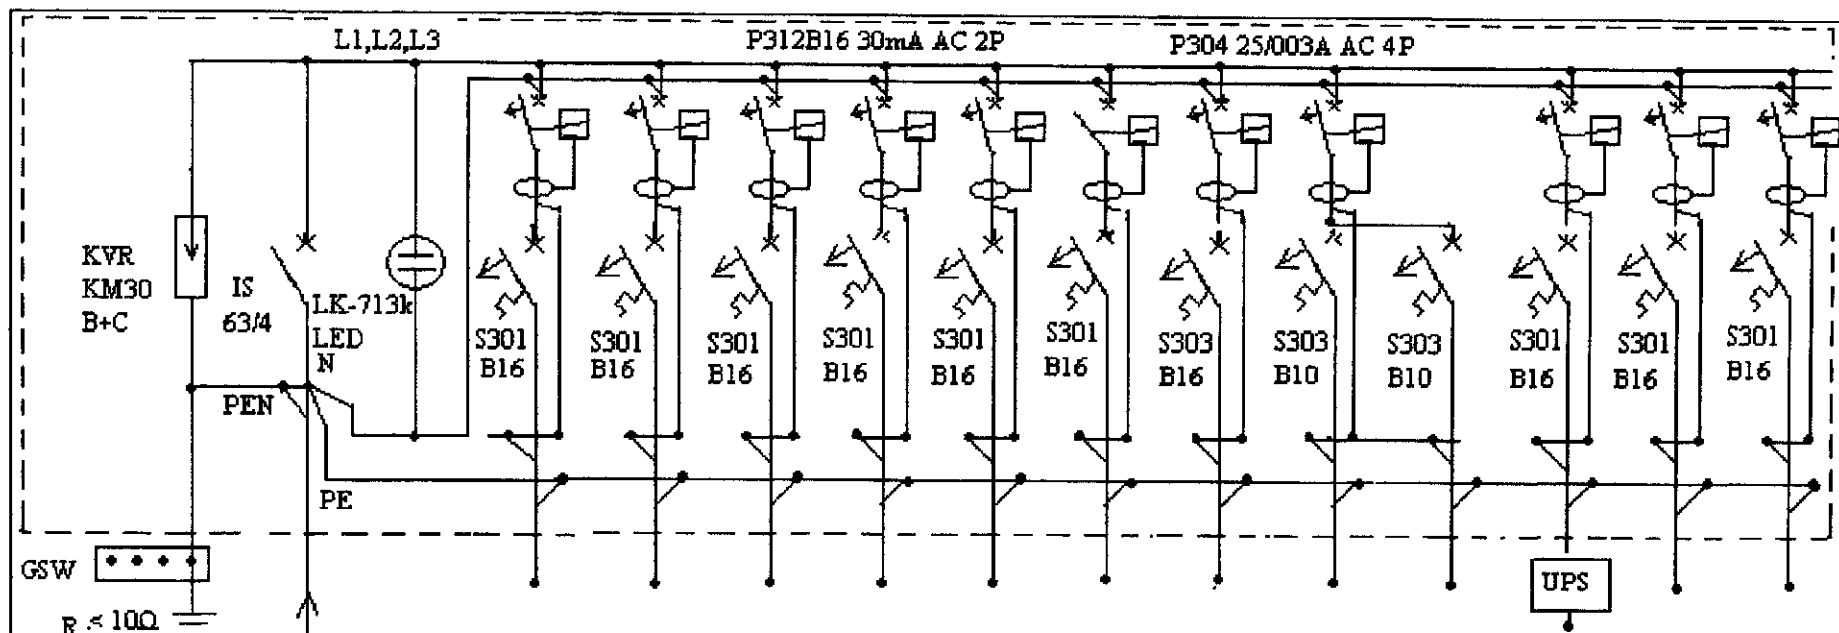 L1,L2,L3
P312B16 30mA AC 2P
P304 25/003A AC 4P
KVR
KM30
B+C
IS
63/4
LK-713k
LED
N
PEN
PE
S301
B16
S301
B16
S301
B16
S301
B16
S301
B16
S301
B16
S303
B16
S303
B10
S303
B10
S301
B16
S301
B16
S301
B16
GSW
UPS
R ≤ 10Ω